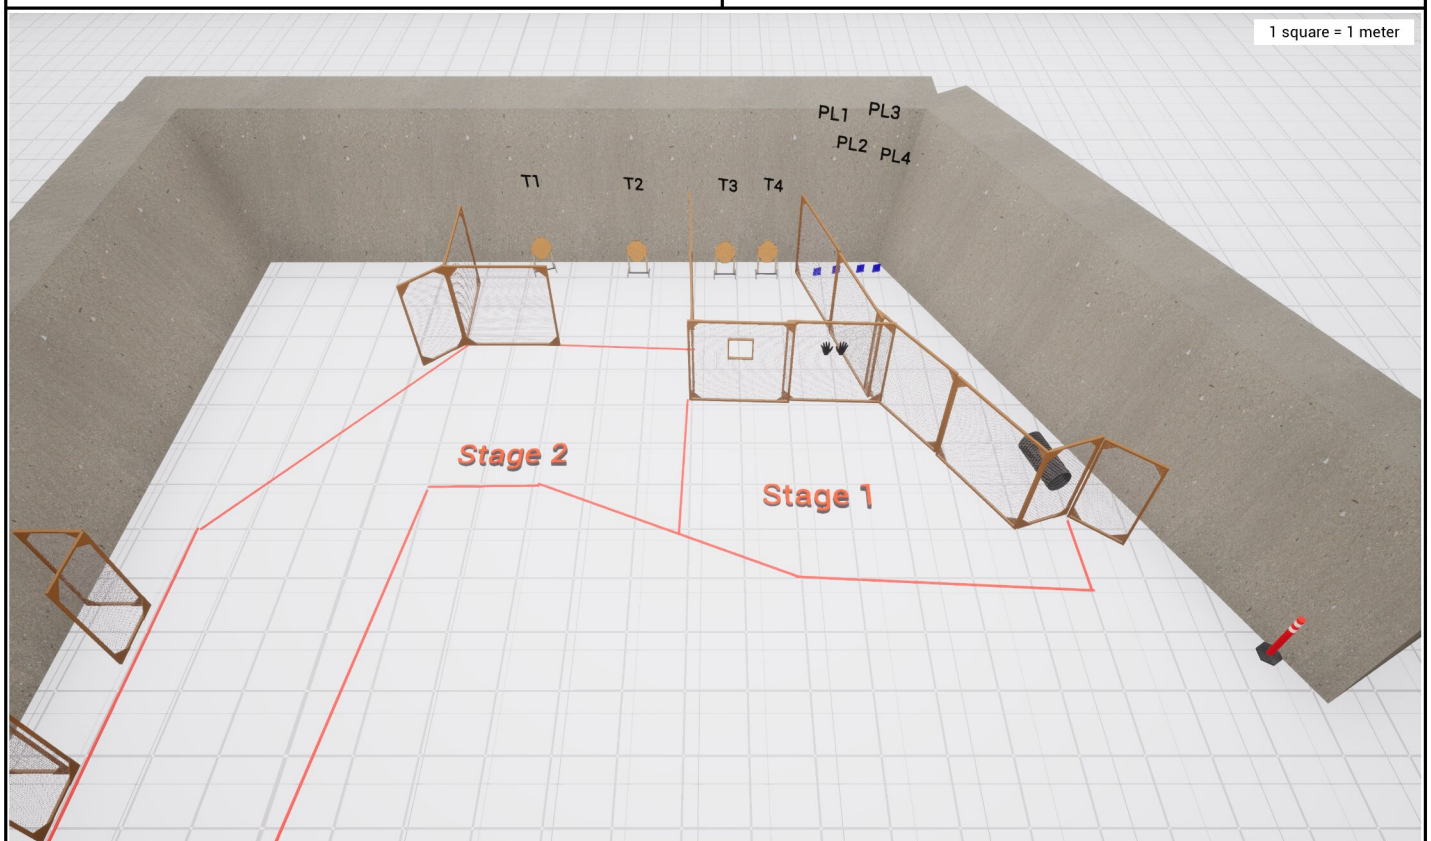 1 square = 1 meter
PL1 PL3
PL2 PL4
T1 T2 T3 T4
Stage 2
Stage 1